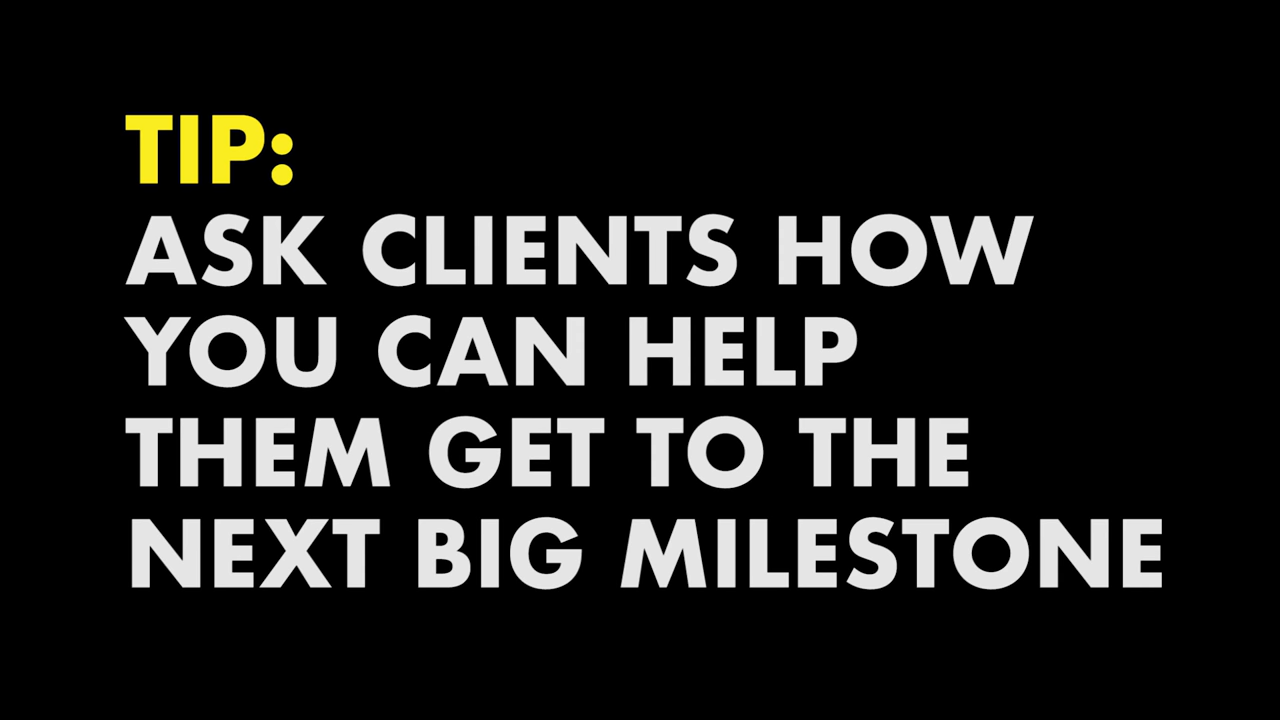 TIP:
ASK CLIENTS HOW
YOU CAN HELP
THEM GET TO THE
NEXT BIG MILESTONE